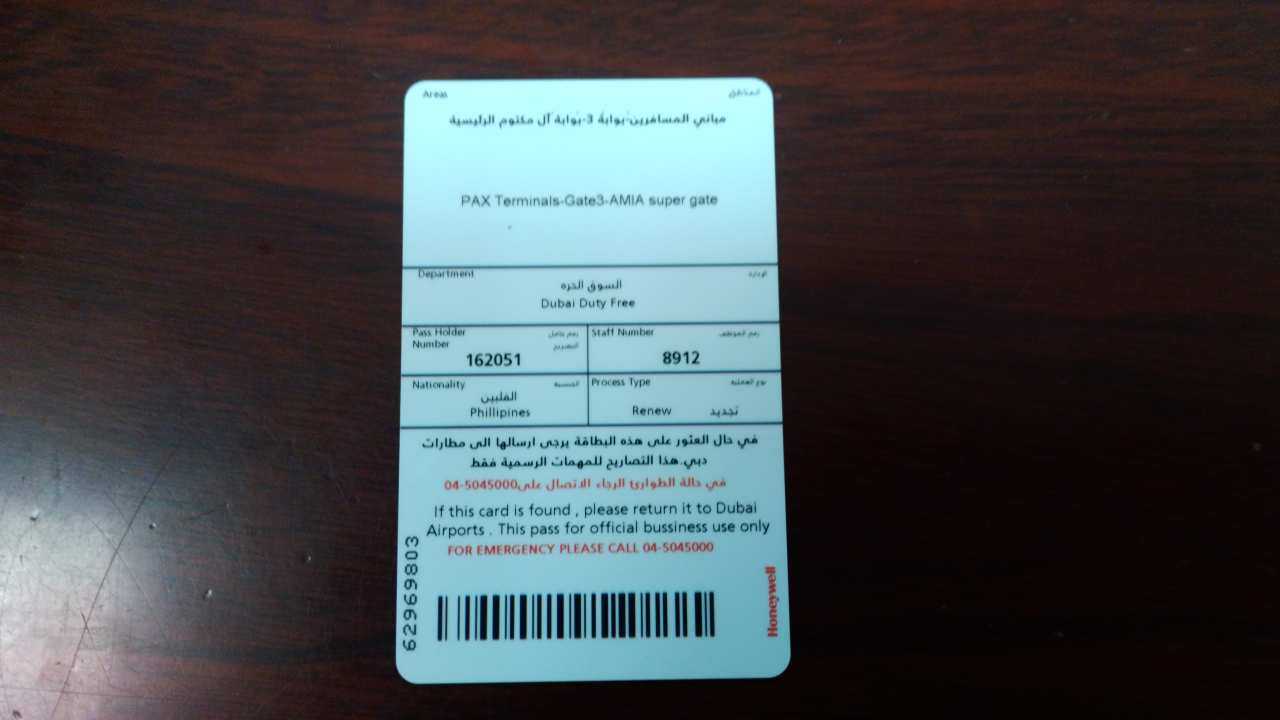 Areas المناطق
مباني المسافرين-بوابة 3-بوابة آل مكتوم الرئيسية
PAX Terminals-Gate3-AMIA super gate
Department الإدارة
السوق الحره
Dubai Duty Free
Pass Holder رقم حامل
Number التصريح
162051
Staff Number رقم الموظف
8912
Nationality الجنسية
الفلبين
Phillipines
Process Type نوع العملية
Renew تجديد
في حال العثور على هذه البطاقة يرجى ارسالها الى مطارات
دبي.هذا التصاريح للمهمات الرسمية فقط
في حالة الطوارئ الرجاء الاتصال على04-5045000
If this card is found , please return it to Dubai
Airports . This pass for official bussiness use only
FOR EMERGENCY PLEASE CALL 04-5045000
62969803
Honeywell